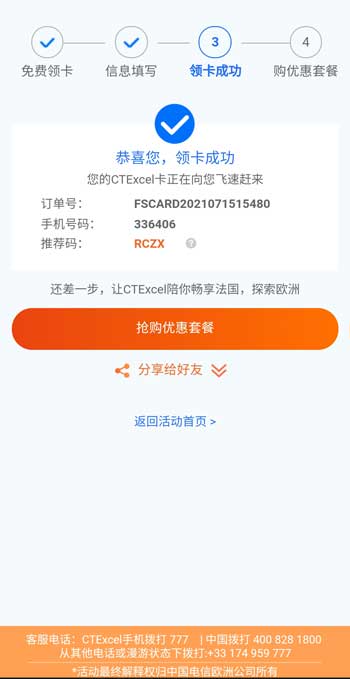 3
4
免费领卡
信息填写
领卡成功
购优惠套餐
恭喜您，领卡成功
您的CTExcel卡正在向您飞速赶来
订单号：
FSCARD2021071515480
手机号码：
336406
推荐码：
RCZX ?
还差一步，让CTExcel陪你畅享法国，探索欧洲
抢购优惠套餐
分享给好友
返回活动首页 >
客服电话：CTExcel手机拨打 777 | 中国拨打 400 828 1800
从其他电话或漫游状态下拨打:+33 174 959 777
*活动最终解释权归中国电信欧洲公司所有